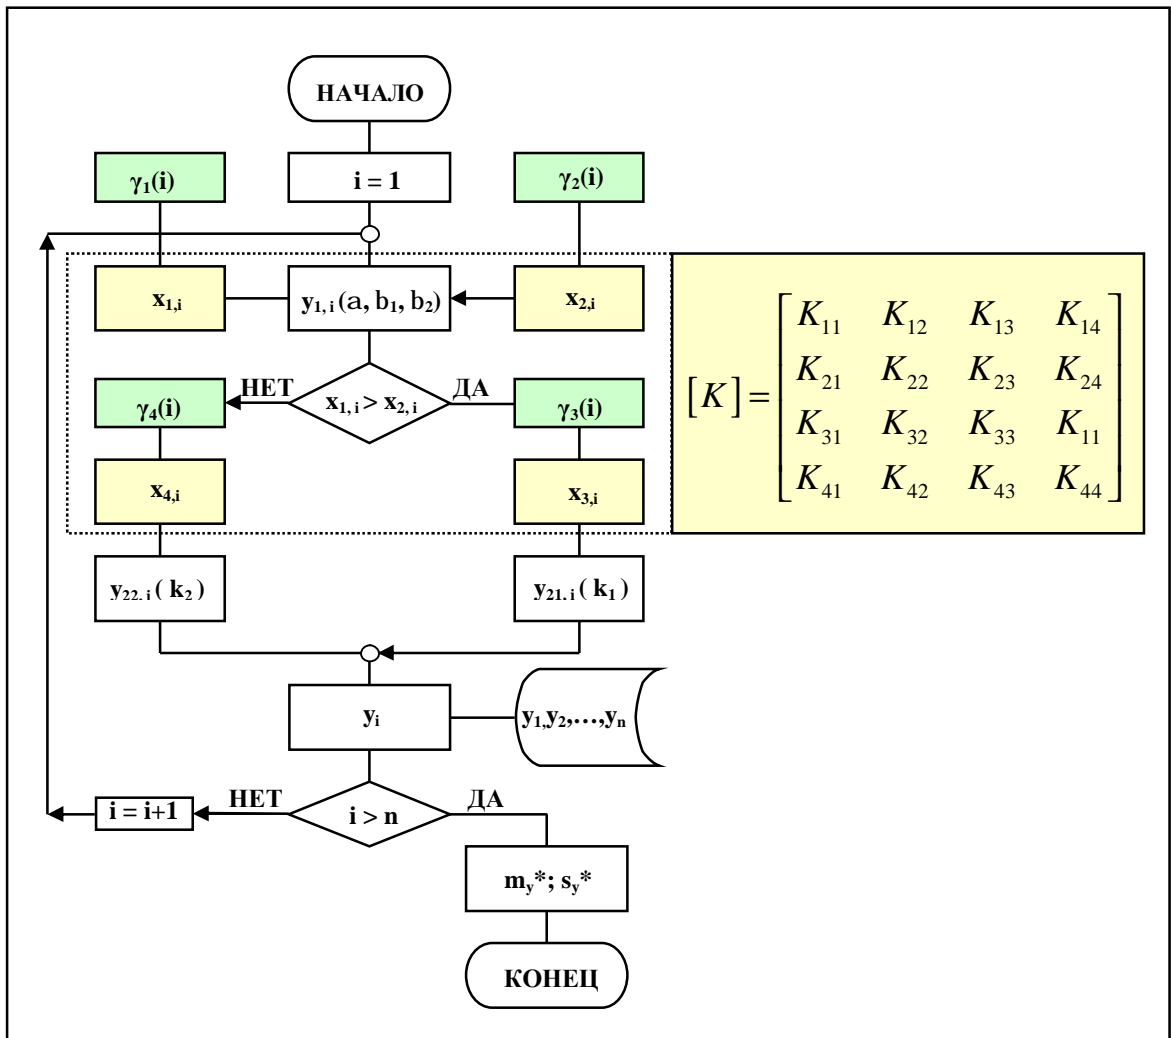 НАЧАЛО
γ₁(i)
i = 1
γ₂(i)
x₁,ᵢ
y₁, ᵢ (a, b₁, b₂)
x₂,ᵢ
НЕТ
x₁, ᵢ > x₂, ᵢ
ДА
γ₄(i)
γ₃(i)
x₄,ᵢ
x₃,ᵢ
[K] =
K₁₁ K₁₂ K₁₃ K₁₄
K₂₁ K₂₂ K₂₃ K₂₄
K₃₁ K₃₂ K₃₃ K₁₁
K₄₁ K₄₂ K₄₃ K₄₄
y₂₂, ᵢ ( k₂ )
y₂₁, ᵢ ( k₁ )
yᵢ
y₁,y₂,…,yₙ
i = i+1
НЕТ
i > n
ДА
mᵧ*; sᵧ*
КОНЕЦ